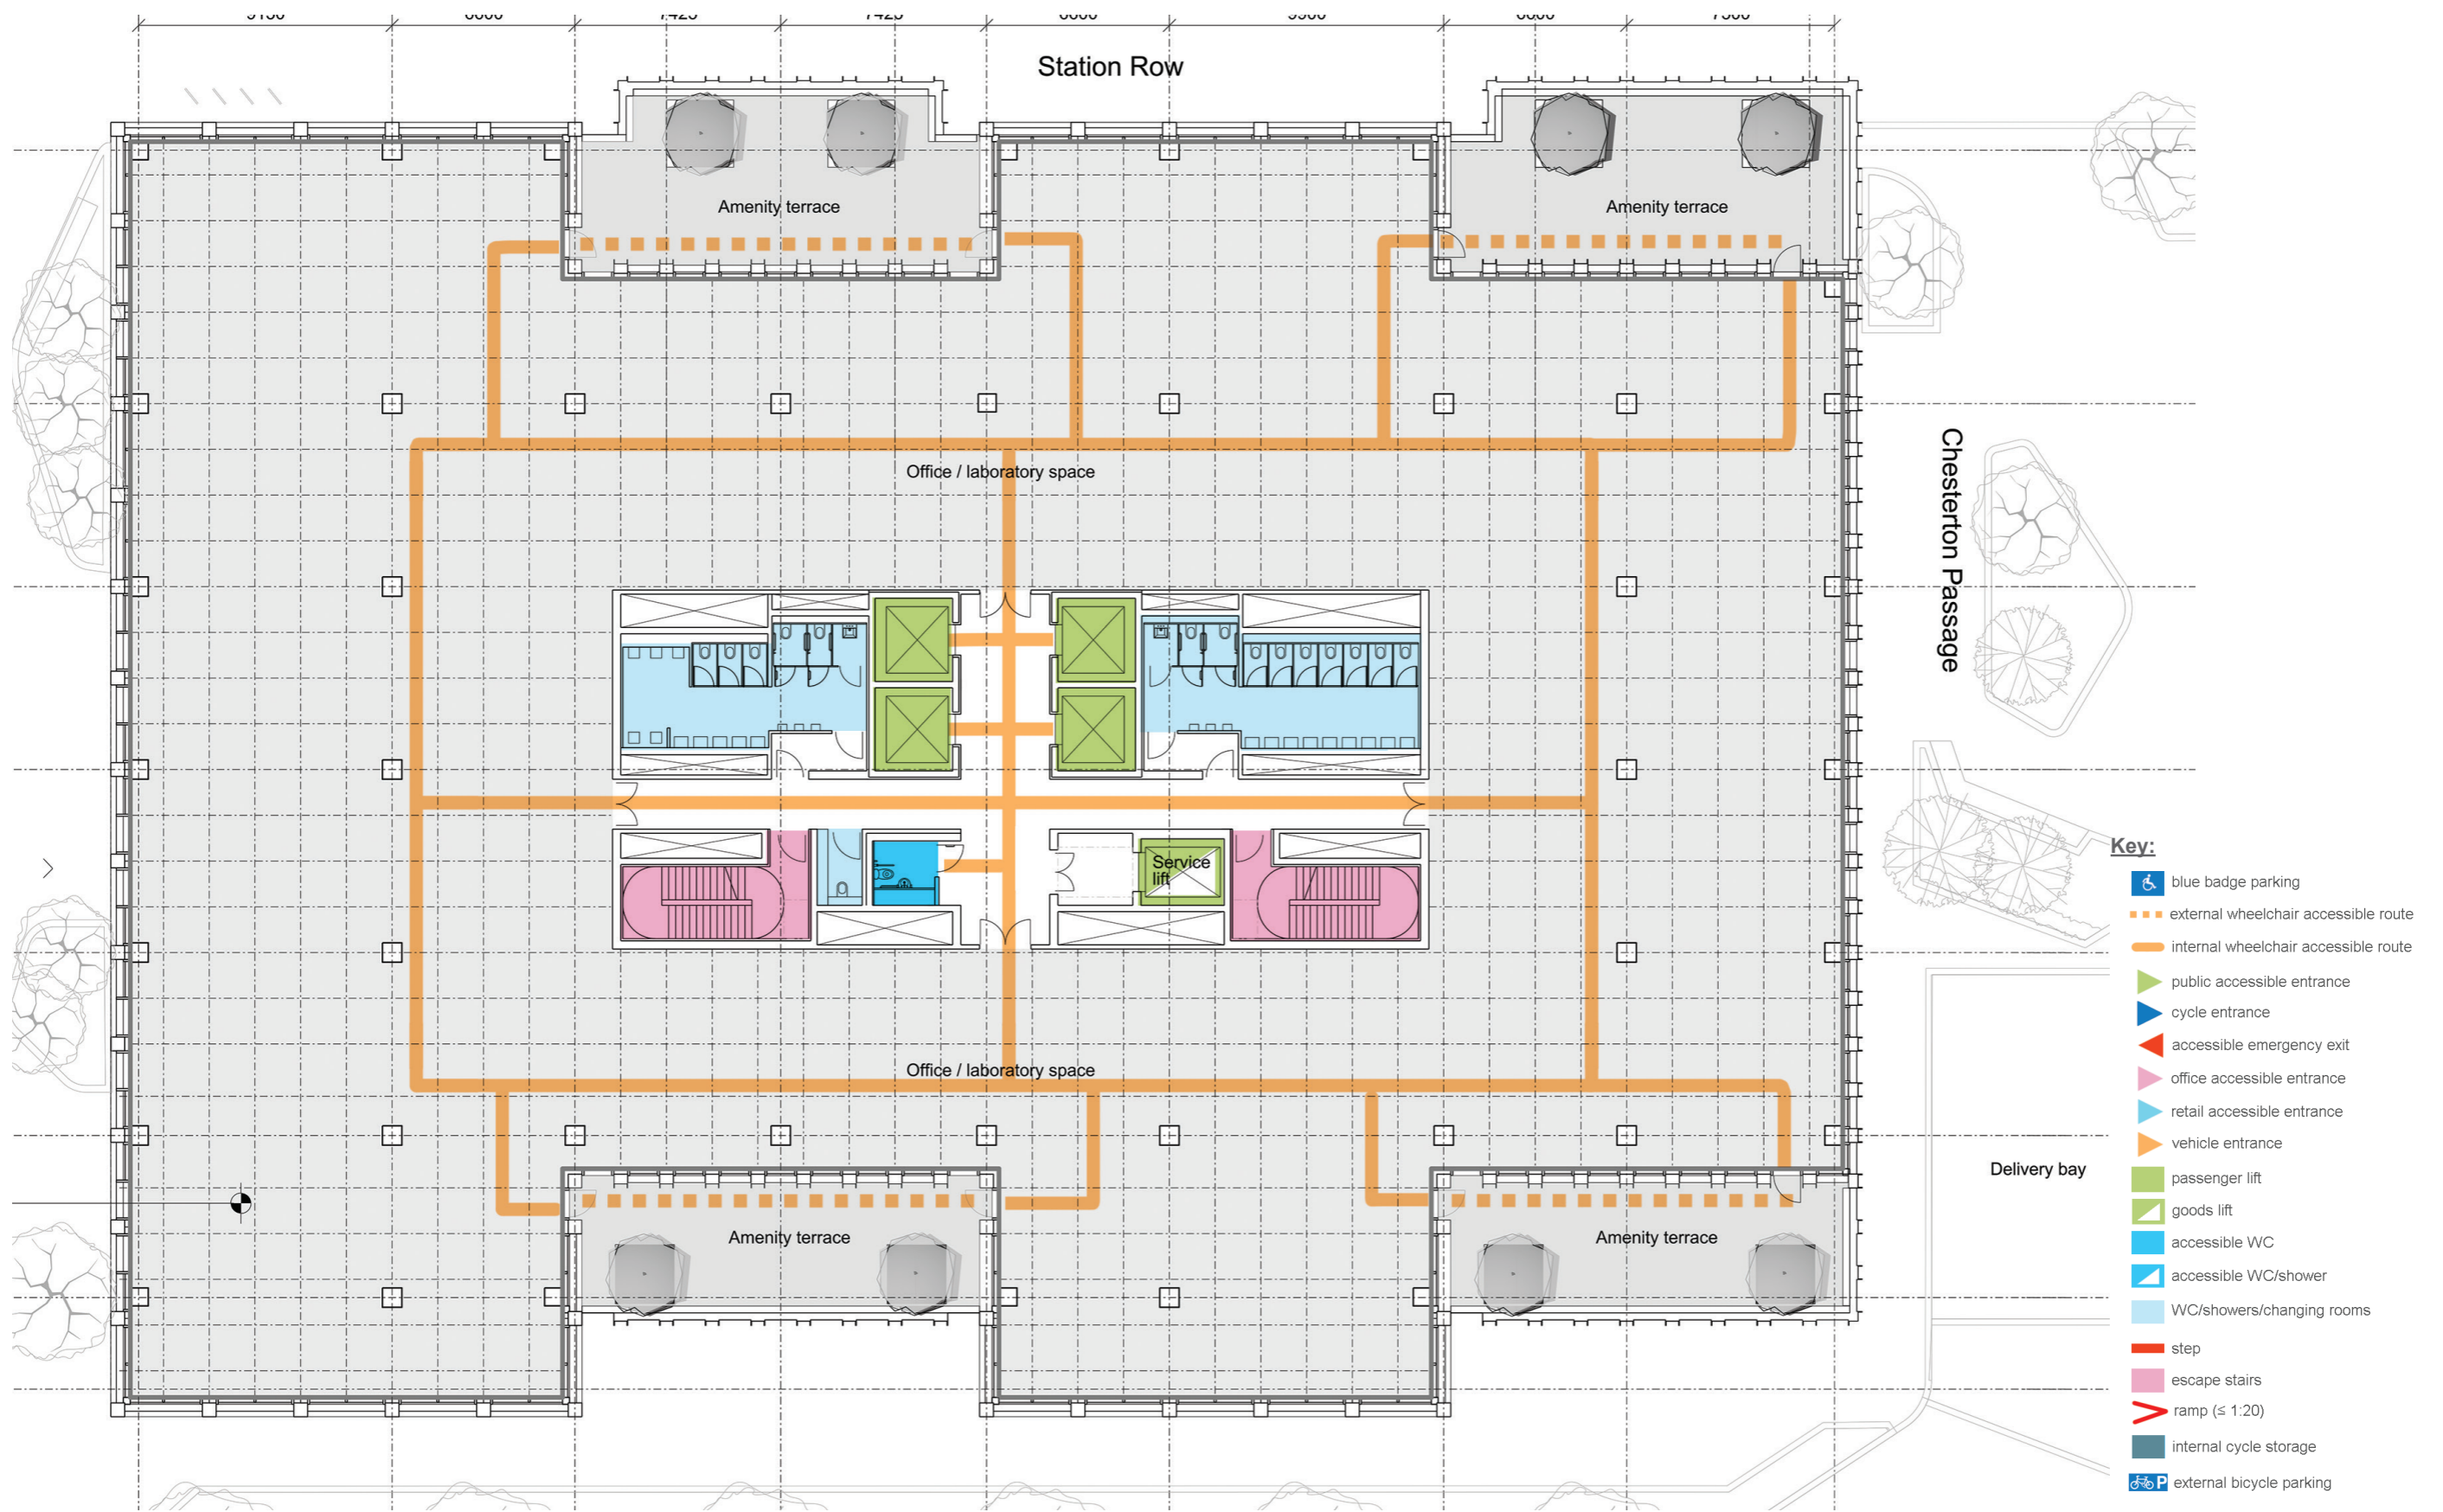 Station Row
Amenity terrace
Amenity terrace
Office / laboratory space
Chesterton Passage
Service
lift
Office / laboratory space
Amenity terrace
Amenity terrace
Delivery bay
Key:
blue badge parking
external wheelchair accessible route
internal wheelchair accessible route
public accessible entrance
cycle entrance
accessible emergency exit
office accessible entrance
retail accessible entrance
vehicle entrance
passenger lift
goods lift
accessible WC
accessible WC/shower
WC/showers/changing rooms
step
escape stairs
ramp (≤ 1:20)
internal cycle storage
P external bicycle parking